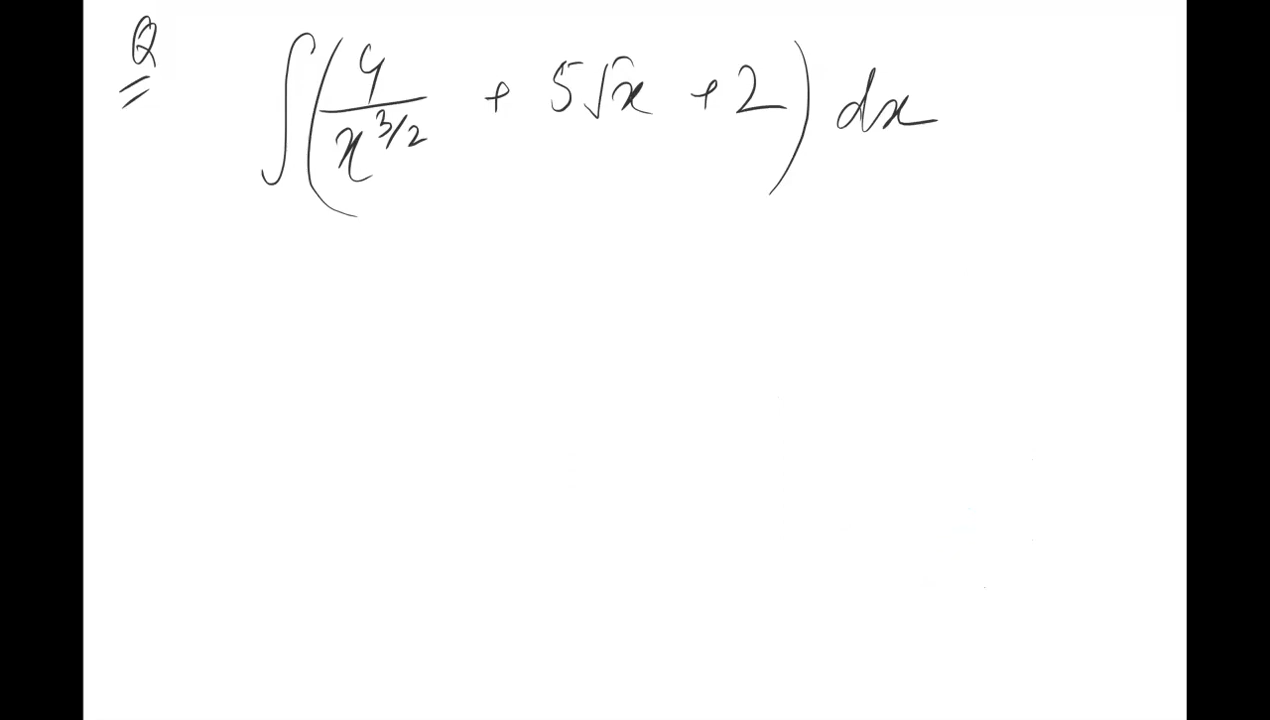 Q ∫(4/x^{3/2} + 5√x + 2) dx